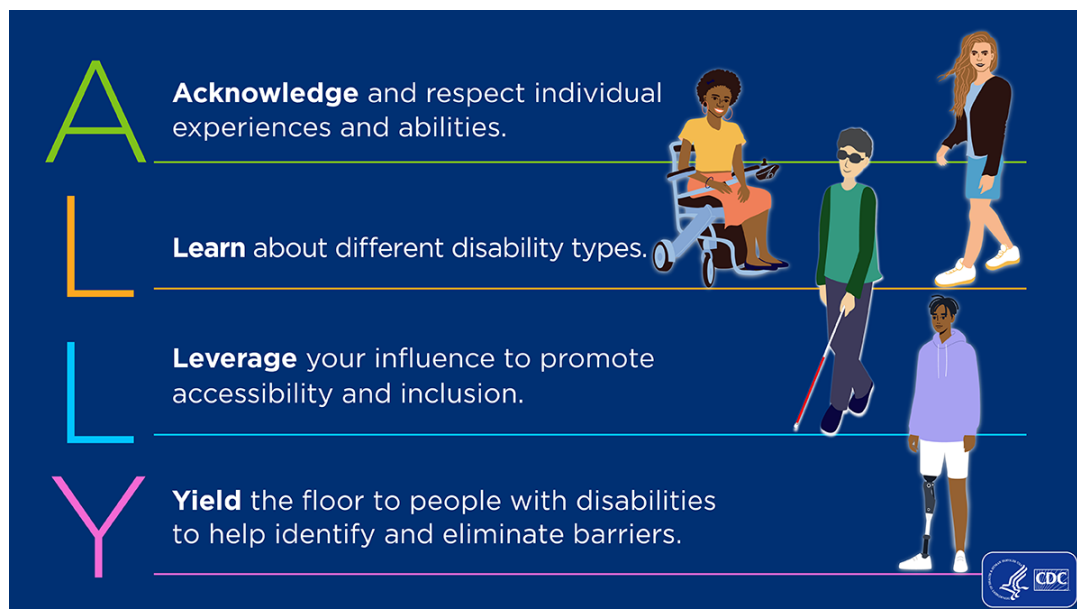 A
Acknowledge and respect individual
experiences and abilities.
L
Learn about different disability types.
L
Leverage your influence to promote
accessibility and inclusion.
Y
Yield the floor to people with disabilities
to help identify and eliminate barriers.
CDC